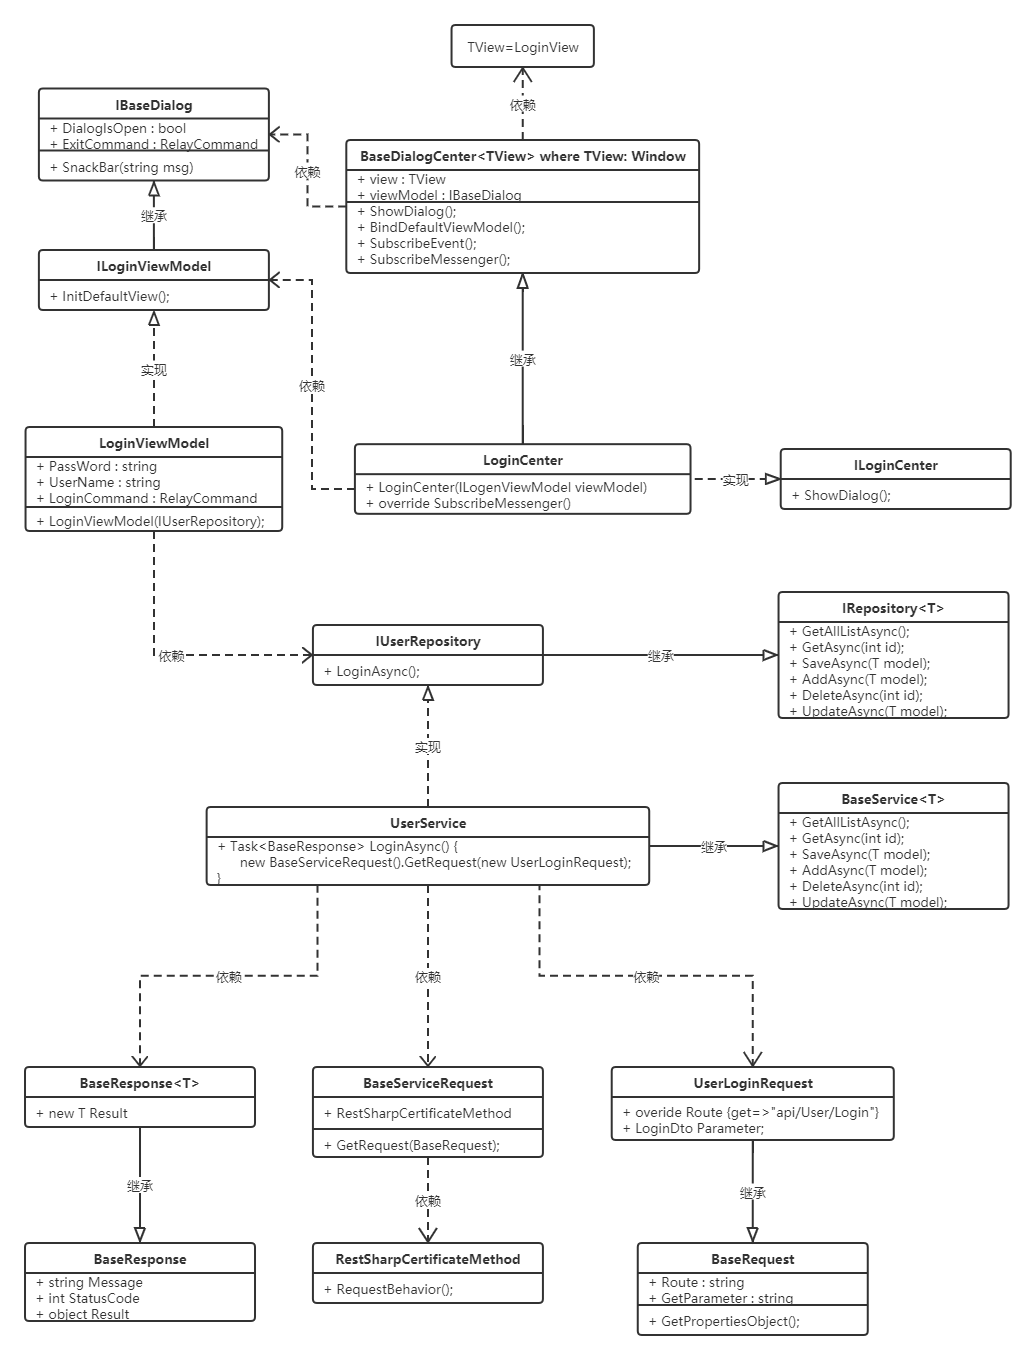 TView=LoginView
依赖
IBaseDialog
+ DialogIsOpen : bool
+ ExitCommand : RelayCommand
+ SnackBar(string msg)
依赖
BaseDialogCenter<TView> where TView: Window
+ view : TView
+ viewModel : IBaseDialog
+ ShowDialog();
+ BindDefaultViewModel();
+ SubscribeEvent();
+ SubscribeMessenger();
继承
ILoginViewModel
+ InitDefaultView();
实现
依赖
继承
LoginViewModel
+ PassWord : string
+ UserName : string
+ LoginCommand : RelayCommand
+ LoginViewModel(IUserRepository);
LoginCenter
+ LoginCenter(ILogenViewModel viewModel)
+ override SubscribeMessenger()
实现
ILoginCenter
+ ShowDialog();
依赖
IUserRepository
+ LoginAsync();
继承
IRepository<T>
+ GetAllListAsync();
+ GetAsync(int id);
+ SaveAsync(T model);
+ AddAsync(T model);
+ DeleteAsync(int id);
+ UpdateAsync(T model);
实现
UserService
+ Task<BaseResponse> LoginAsync() {
new BaseServiceRequest().GetRequest(new UserLoginRequest);
}
继承
BaseService<T>
+ GetAllListAsync();
+ GetAsync(int id);
+ SaveAsync(T model);
+ AddAsync(T model);
+ DeleteAsync(int id);
+ UpdateAsync(T model);
依赖
依赖
依赖
BaseResponse<T>
+ new T Result
BaseServiceRequest
+ RestSharpCertificateMethod
+ GetRequest(BaseRequest);
UserLoginRequest
+ overide Route {get=>"api/User/Login"}
+ LoginDto Parameter;
继承
依赖
继承
BaseResponse
+ string Message
+ int StatusCode
+ object Result
RestSharpCertificateMethod
+ RequestBehavior();
BaseRequest
+ Route : string
+ GetParameter : string
+ GetPropertiesObject();